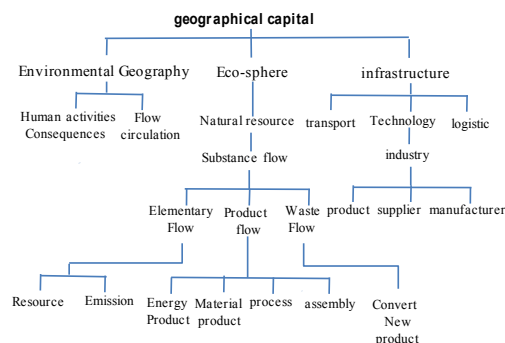 geographical capital
Environmental Geography Eco-sphere infrastructure
Human activities Consequences
Flow circulation
Natural resource transport Technology logistic
Substance flow industry
Elementary Flow
Product flow
Waste Flow
product supplier manufacturer
Resource Emission
Energy Product
Material product
process assembly
Convert New product